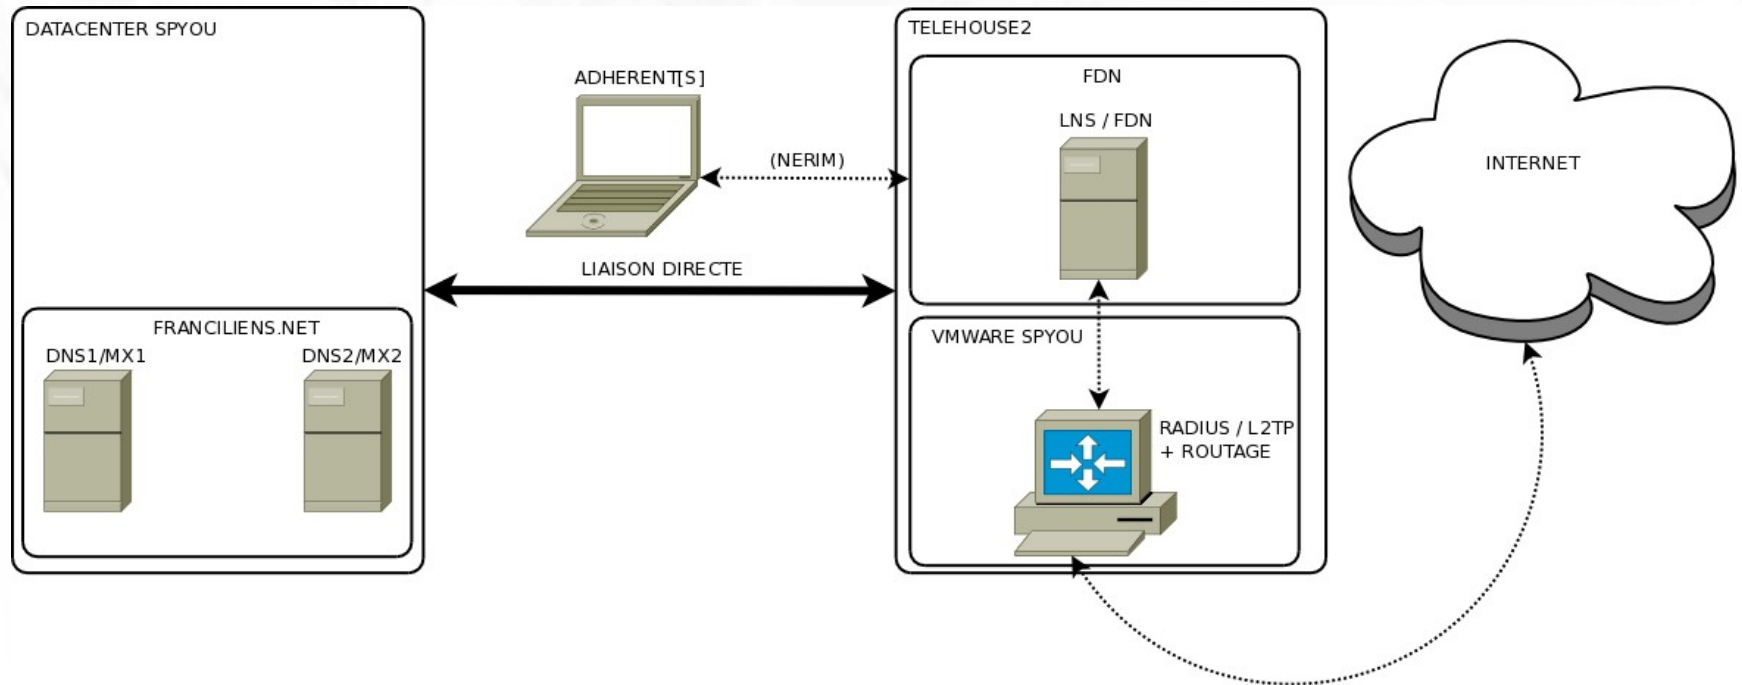 DATACENTER SPYOU
FRANCILIENS.NET
DNS1/MX1
DNS2/MX2
ADHERENT[S]
(NERIM)
LIAISON DIRECTE
TELEHOUSE2
FDN
LNS / FDN
VMWARE SPYOU
RADIUS / L2TP
+ ROUTAGE
INTERNET